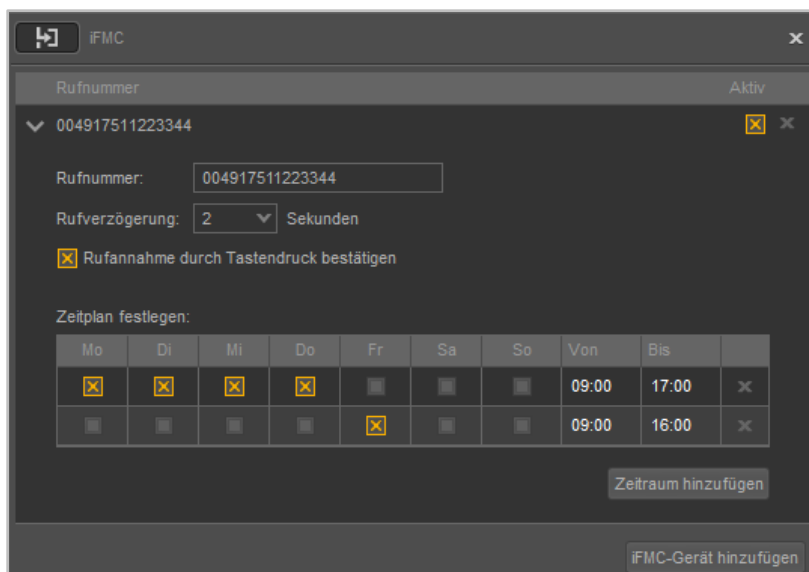 iFMC
Rufnummer Aktiv
004917511223344
Rufnummer: 004917511223344
Rufverzögerung: 2 Sekunden
Rufannahme durch Tastendruck bestätigen
Zeitplan festlegen:
Mo Di Mi Do Fr Sa So Von Bis
09:00 17:00
09:00 16:00
Zeitraum hinzufügen
iFMC-Gerät hinzufügen